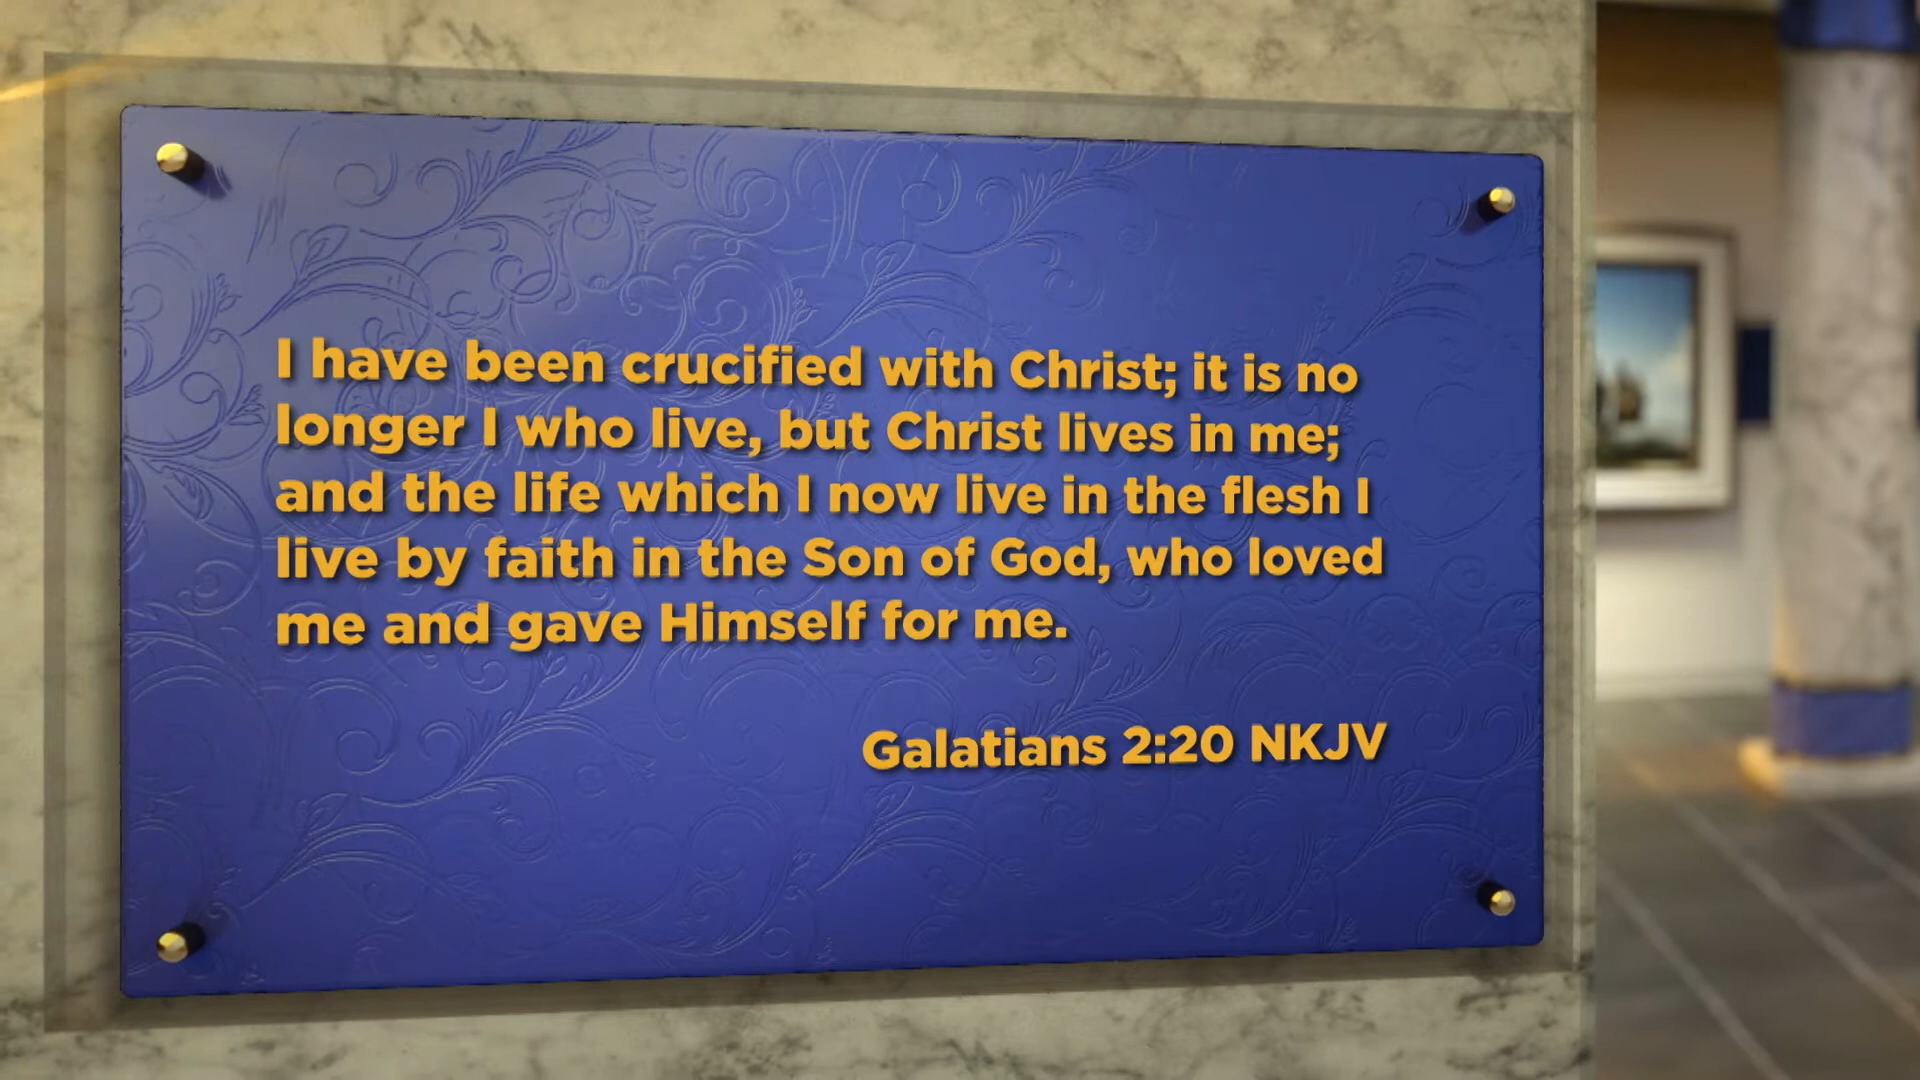 I have been crucified with Christ; it is no
longer I who live, but Christ lives in me;
and the life which I now live in the flesh I
live by faith in the Son of God, who loved
me and gave Himself for me.
Galatians 2:20 NKJV